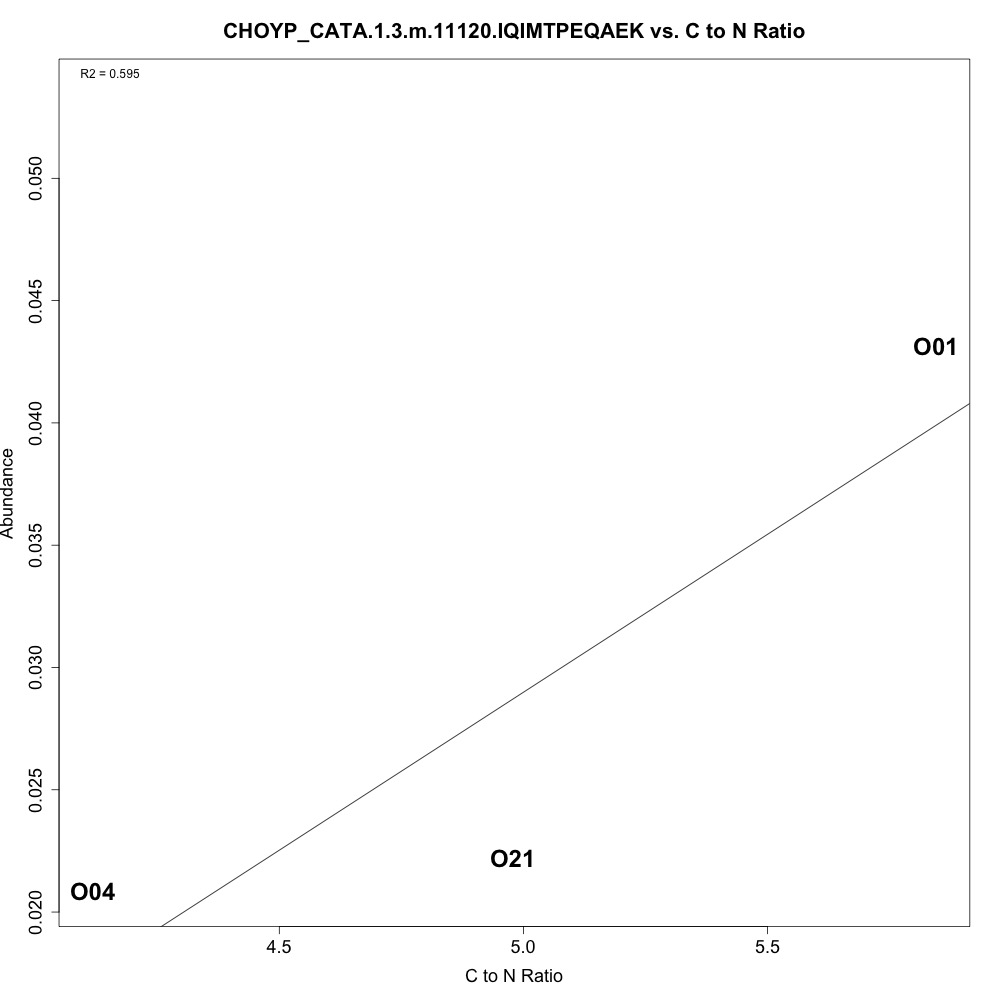 CHOYP_CATA.1.3.m.11120.IQIMTPEQAEK vs. C to N Ratio
R2 = 0.595
0.050
0.045
O01
0.040
Abundance
0.035
0.030
0.025
O21
O04
0.020
4.5 5.0 5.5
C to N Ratio